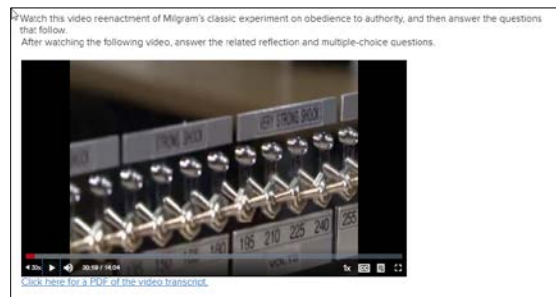 Watch this video reenactment of Milgram's classic experiment on obedience to authority, and then answer the questions
that follow.
After watching the following video, answer the related reflection and multiple-choice questions.
STRONG SHOCK
VERY STRONG SHOCK
195 210 225 240 255
VOLTS
1x CC
Click here for a PDF of the video transcript.